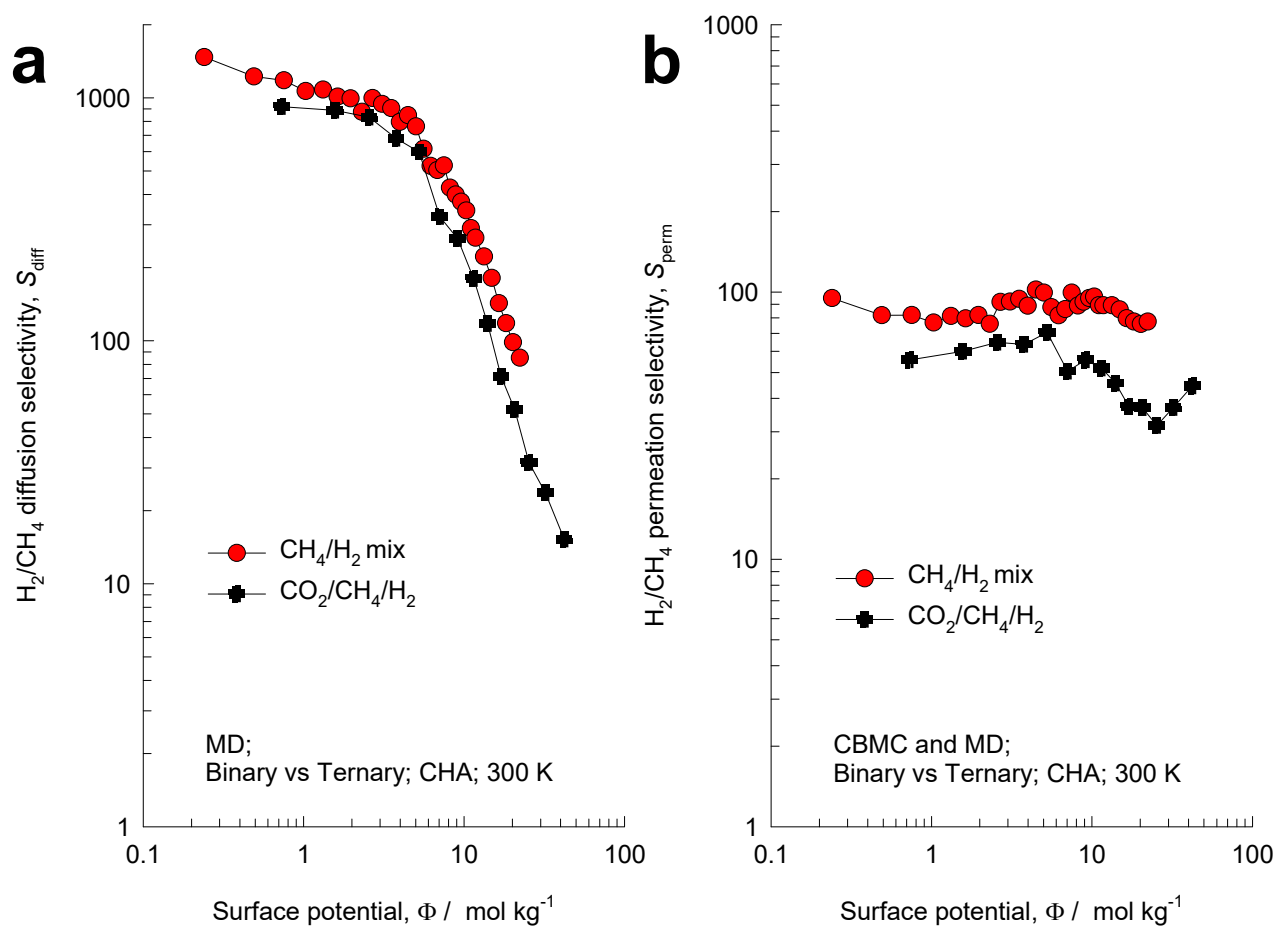 a
H₂/CH₄ diffusion selectivity, S_diff
1000
100
10
1
0.1
1
10
100
CH₄/H₂ mix
CO₂/CH₄/H₂
MD;
Binary vs Ternary; CHA; 300 K
Surface potential, Φ / mol kg⁻¹
b
H₂/CH₄ permeation selectivity, S_perm
1000
100
10
1
0.1
1
10
100
CH₄/H₂ mix
CO₂/CH₄/H₂
CBMC and MD;
Binary vs Ternary; CHA; 300 K
Surface potential, Φ / mol kg⁻¹